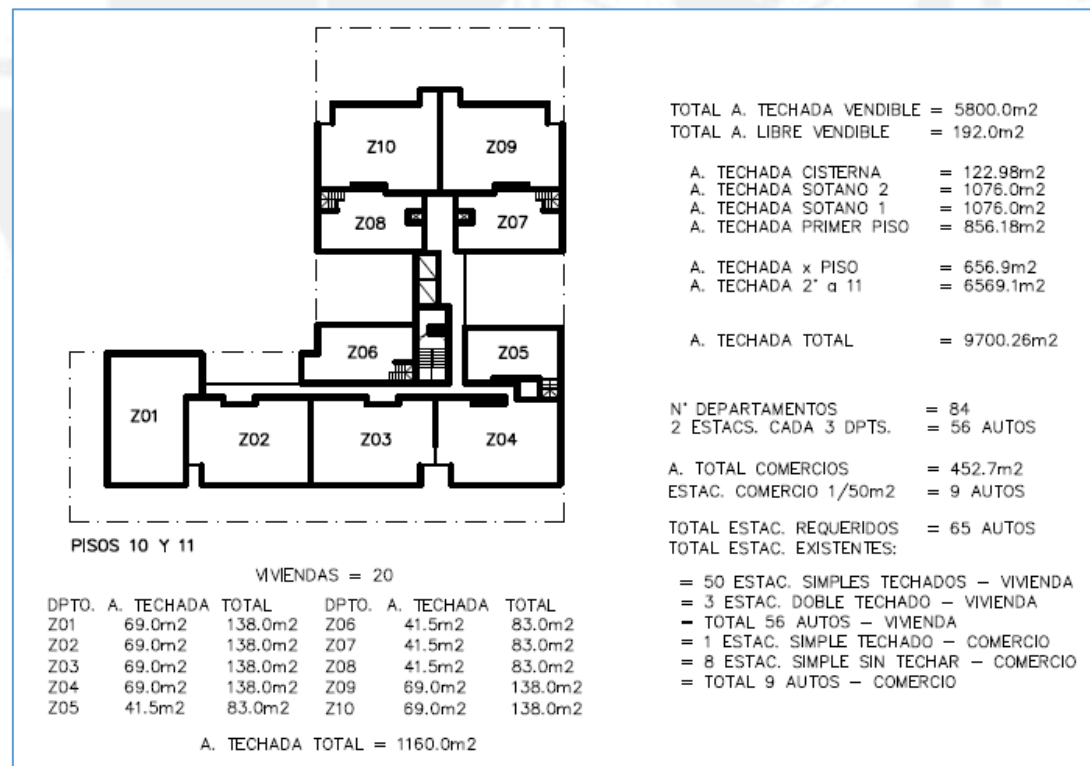 Z10
Z09
Z08
Z07
Z06
Z05
Z01
Z02
Z03
Z04
PISOS 10 Y 11
VIVIENDAS = 20
DPTO. A. TECHADA TOTAL DPTO. A. TECHADA TOTAL
Z01 69.0m2 138.0m2 Z06 41.5m2 83.0m2
Z02 69.0m2 138.0m2 Z07 41.5m2 83.0m2
Z03 69.0m2 138.0m2 Z08 41.5m2 83.0m2
Z04 69.0m2 138.0m2 Z09 69.0m2 138.0m2
Z05 41.5m2 83.0m2 Z10 69.0m2 138.0m2
A. TECHADA TOTAL = 1160.0m2
TOTAL A. TECHADA VENDIBLE = 5800.0m2
TOTAL A. LIBRE VENDIBLE = 192.0m2
A. TECHADA CISTERNA = 122.98m2
A. TECHADA SOTANO 2 = 1076.0m2
A. TECHADA SOTANO 1 = 1076.0m2
A. TECHADA PRIMER PISO = 856.18m2
A. TECHADA x PISO = 656.9m2
A. TECHADA 2° a 11 = 6569.1m2
A. TECHADA TOTAL = 9700.26m2
N° DEPARTAMENTOS = 84
2 ESTACS. CADA 3 DPTS. = 56 AUTOS
A. TOTAL COMERCIOS = 452.7m2
ESTAC. COMERCIO 1/50m2 = 9 AUTOS
TOTAL ESTAC. REQUERIDOS = 65 AUTOS
TOTAL ESTAC. EXISTENTES:
= 50 ESTAC. SIMPLES TECHADOS – VIVIENDA
= 3 ESTAC. DOBLE TECHADO – VIVIENDA
– TOTAL 56 AUTOS – VIVIENDA
= 1 ESTAC. SIMPLE TECHADO – COMERCIO
= 8 ESTAC. SIMPLE SIN TECHAR – COMERCIO
= TOTAL 9 AUTOS – COMERCIO